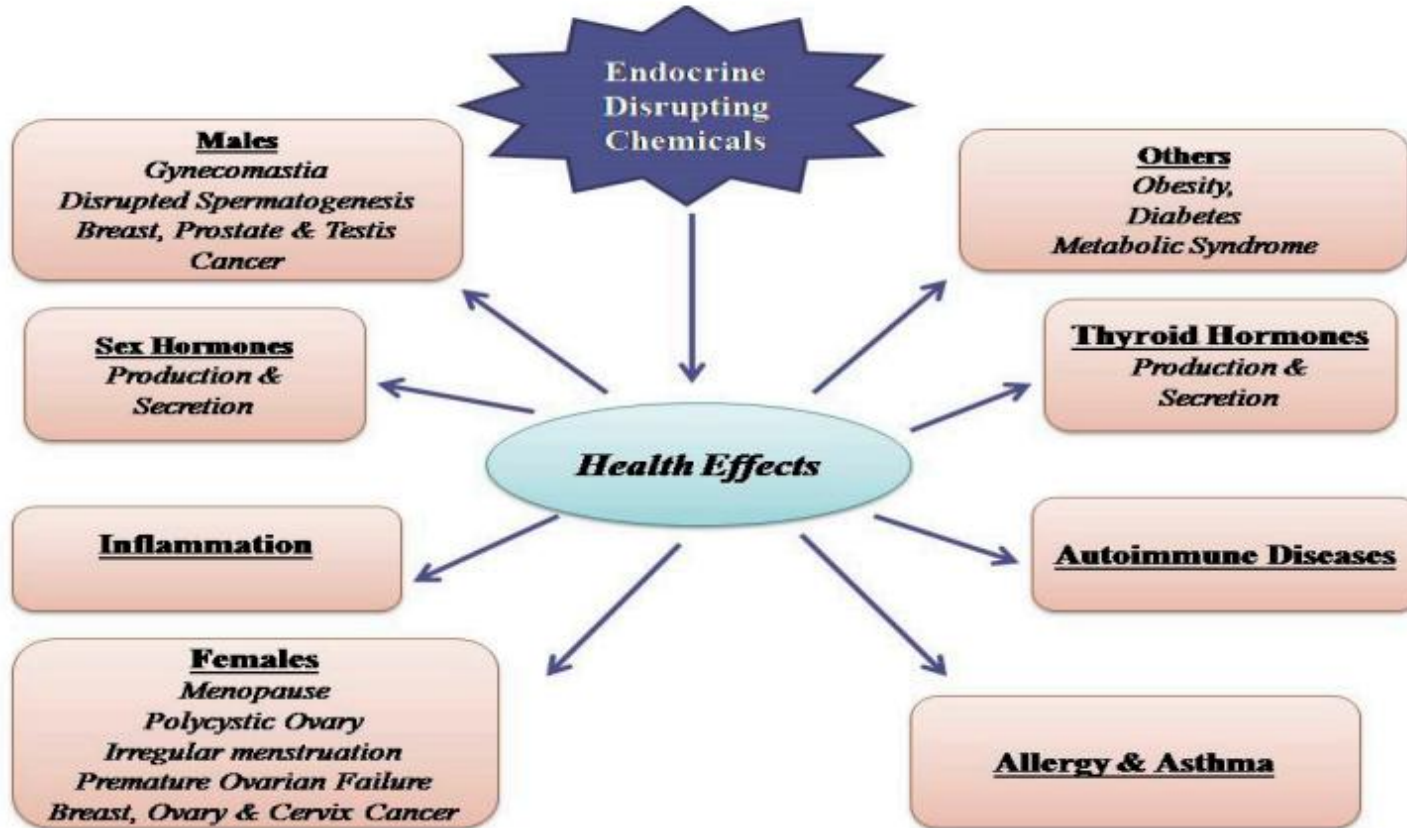 Endocrine
Disrupting
Chemicals
Males
Gynecomastia
Disrupted Spermatogenesis
Breast, Prostate & Testis
Cancer
Others
Obesity,
Diabetes
Metabolic Syndrome
Sex Hormones
Production &
Secretion
Thyroid Hormones
Production &
Secretion
Health Effects
Inflammation
Autoimmune Diseases
Females
Menopause
Polycystic Ovary
Irregular menstruation
Premature Ovarian Failure
Breast, Ovary & Cervix Cancer
Allergy & Asthma